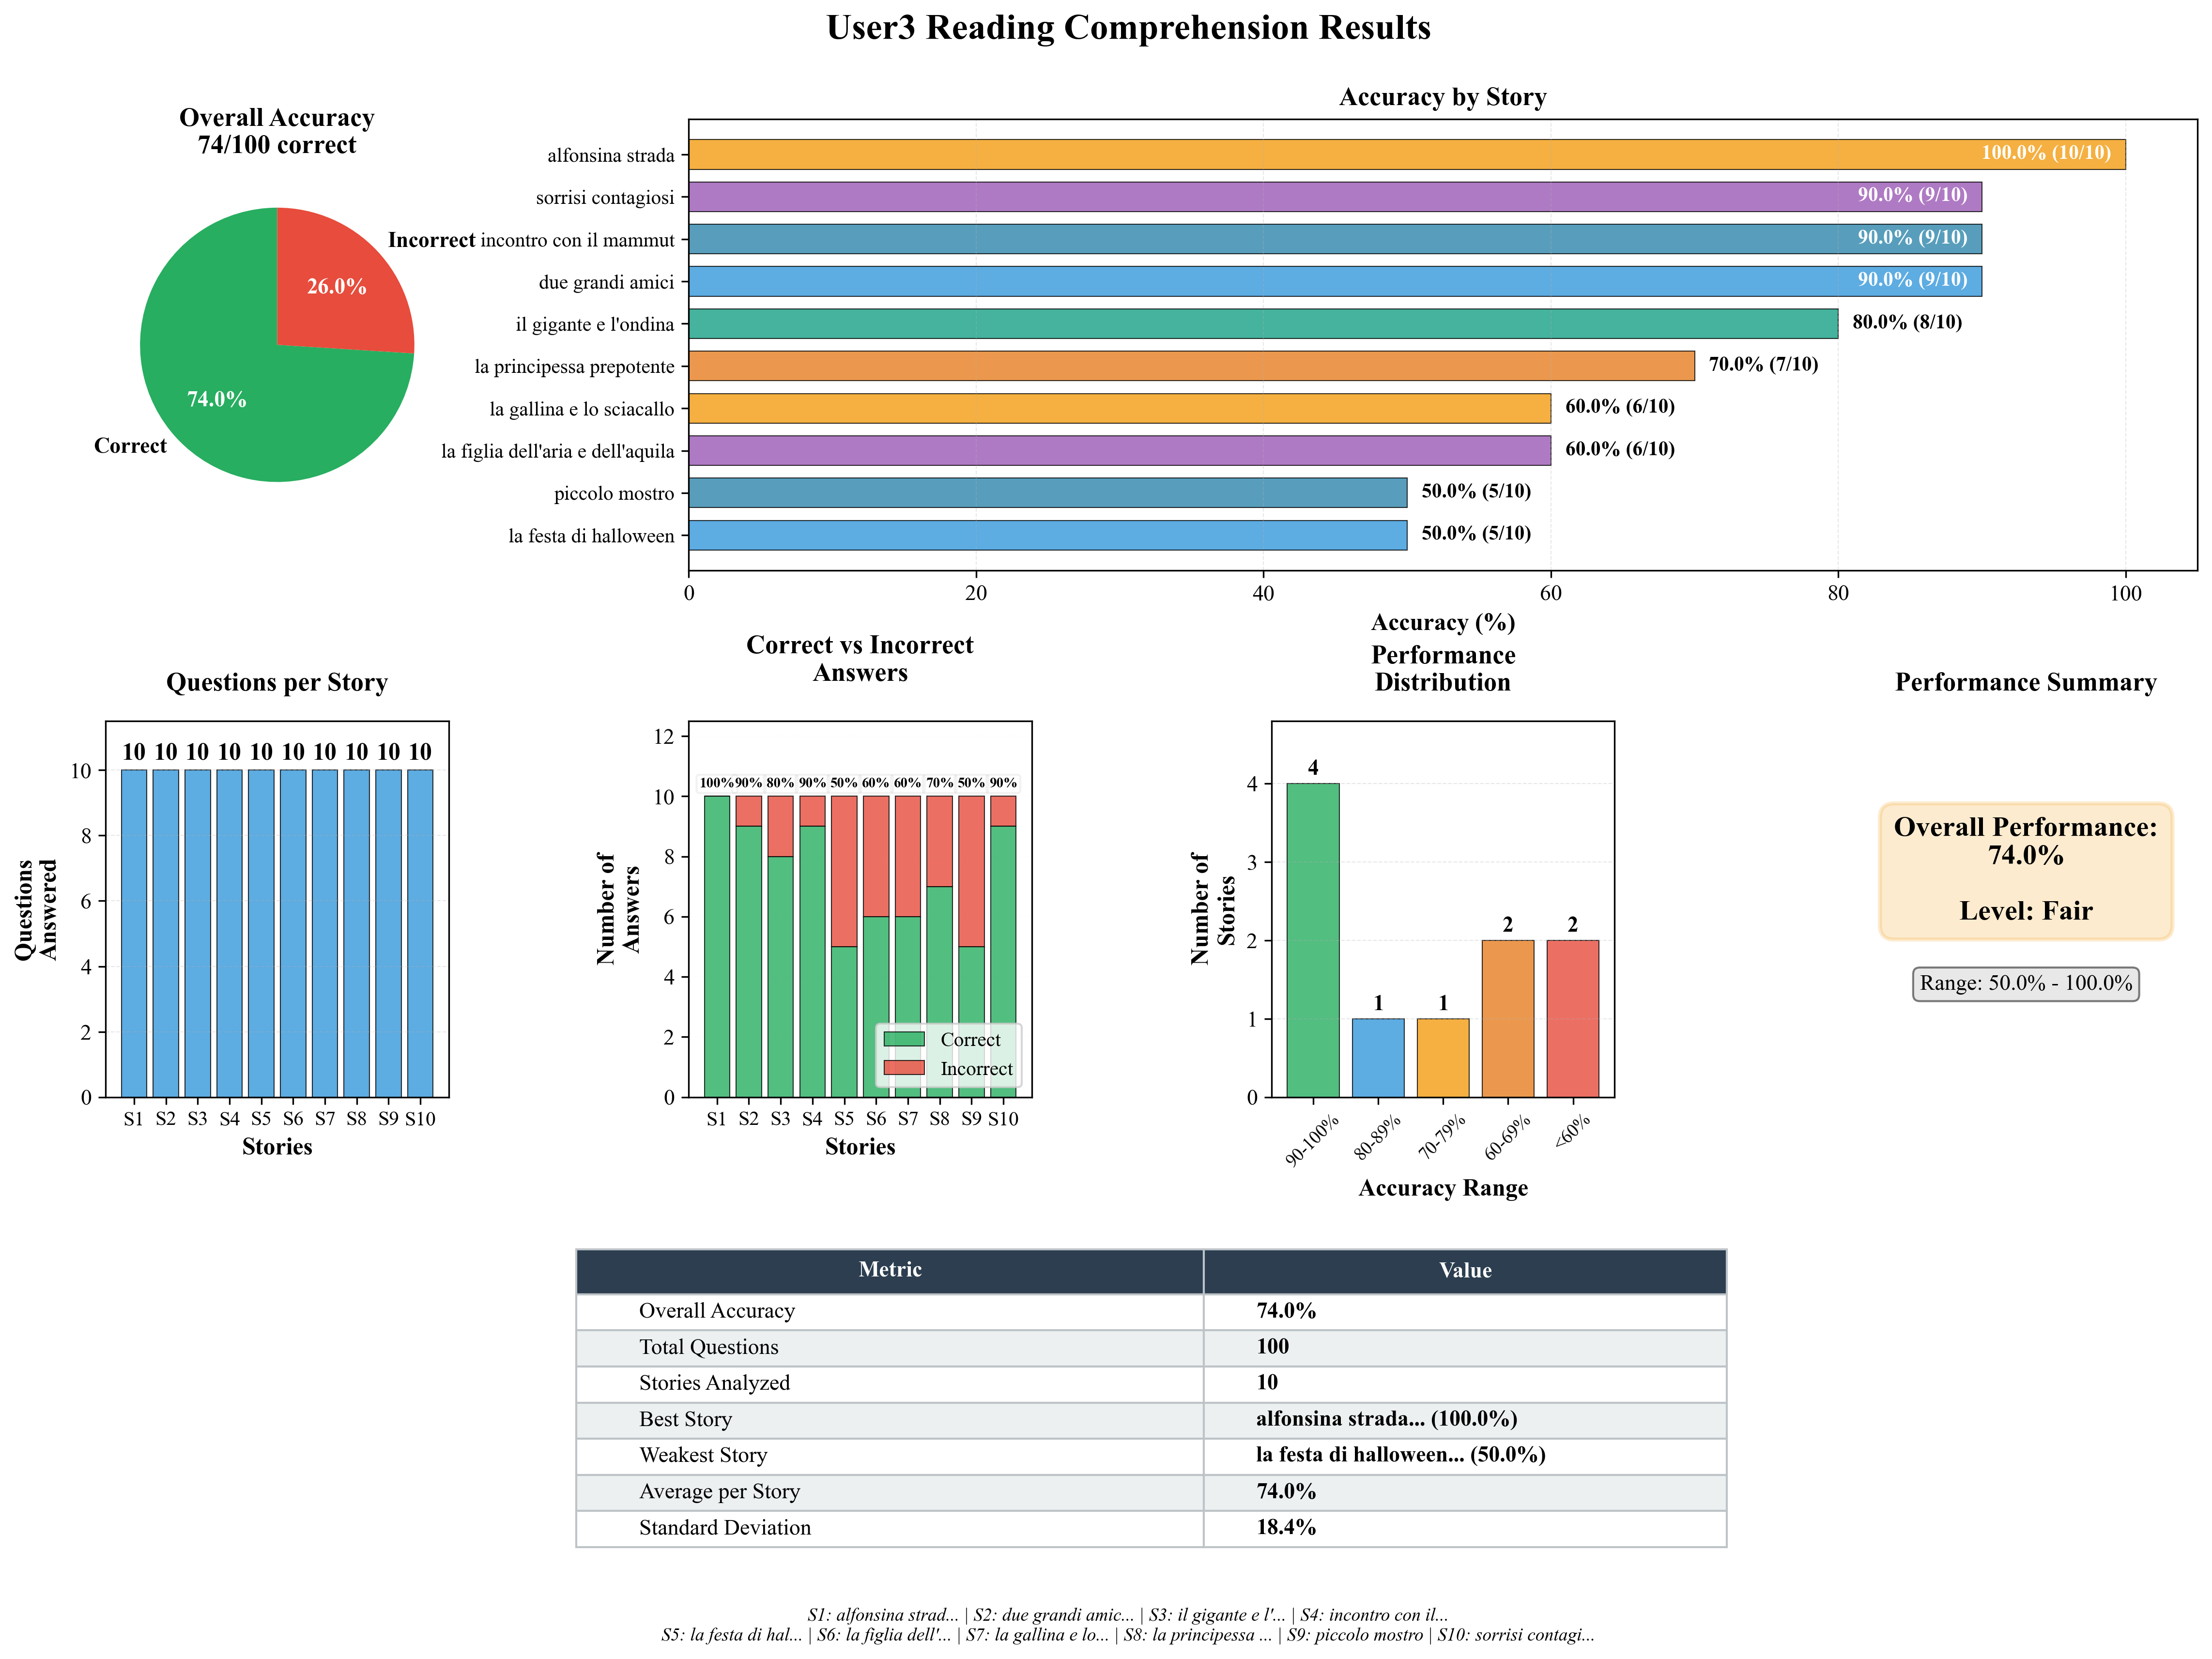 User3 Reading Comprehension Results
Overall Accuracy
74/100 correct
Incorrect
26.0%
74.0%
Correct
Accuracy by Story
alfonsina strada
100.0% (10/10)
sorrisi contagiosi
90.0% (9/10)
incontro con il mammut
90.0% (9/10)
due grandi amici
90.0% (9/10)
il gigante e l'ondina
80.0% (8/10)
la principessa prepotente
70.0% (7/10)
la gallina e lo sciacallo
60.0% (6/10)
la figlia dell'aria e dell'aquila
60.0% (6/10)
piccolo mostro
50.0% (5/10)
la festa di halloween
50.0% (5/10)
0 20 40 60 80 100
Accuracy (%)
Questions per Story
10 10 10 10 10 10 10 10 10 10
10
8
6
4
2
0
Questions
Answered
S1 S2 S3 S4 S5 S6 S7 S8 S9 S10
Stories
Correct vs Incorrect
Answers
12
10
8
6
4
2
0
100% 90% 80% 90% 50% 60% 60% 70% 50% 90%
Number of
Answers
Correct
Incorrect
S1 S2 S3 S4 S5 S6 S7 S8 S9 S10
Stories
Performance
Distribution
4
3
2
1
0
4 1 1 2 2
Number of
Stories
90-100% 80-89% 70-79% 60-69% <60%
Accuracy Range
Performance Summary
Overall Performance:
74.0%
Level: Fair
Range: 50.0% - 100.0%
Metric Value
Overall Accuracy 74.0%
Total Questions 100
Stories Analyzed 10
Best Story alfonsina strada... (100.0%)
Weakest Story la festa di halloween... (50.0%)
Average per Story 74.0%
Standard Deviation 18.4%
S1: alfonsina strad... | S2: due grandi amic... | S3: il gigante e l'... | S4: incontro con il...
S5: la festa di hal... | S6: la figlia dell'... | S7: la gallina e lo... | S8: la principessa ... | S9: piccolo mostro | S10: sorrisi contagi...